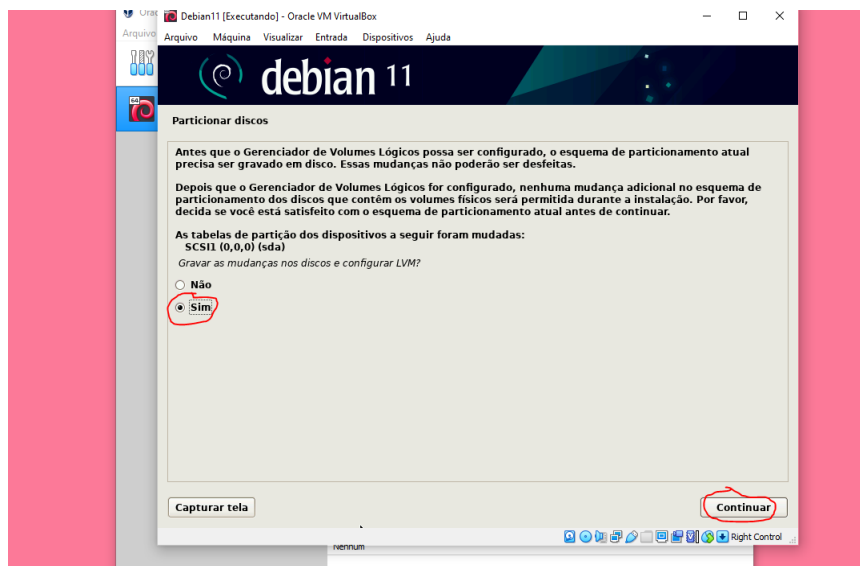 Orac
Debian11 [Executando] - Oracle VM VirtualBox
Arquivo
Arquivo Máquina Visualizar Entrada Dispositivos Ajuda
debian 11
64
Particionar discos
Antes que o Gerenciador de Volumes Lógicos possa ser configurado, o esquema de particionamento atual
precisa ser gravado em disco. Essas mudanças não poderão ser desfeitas.
Depois que o Gerenciador de Volumes Lógicos for configurado, nenhuma mudança adicional no esquema de
particionamento dos discos que contêm os volumes físicos será permitida durante a instalação. Por favor,
decida se você está satisfeito com o esquema de particionamento atual antes de continuar.
As tabelas de partição dos dispositivos a seguir foram mudadas:
SCSI1 (0,0,0) (sda)
Gravar as mudanças nos discos e configurar LVM?
Não
Sim
Capturar tela
Continuar
Right Control
Nenhum